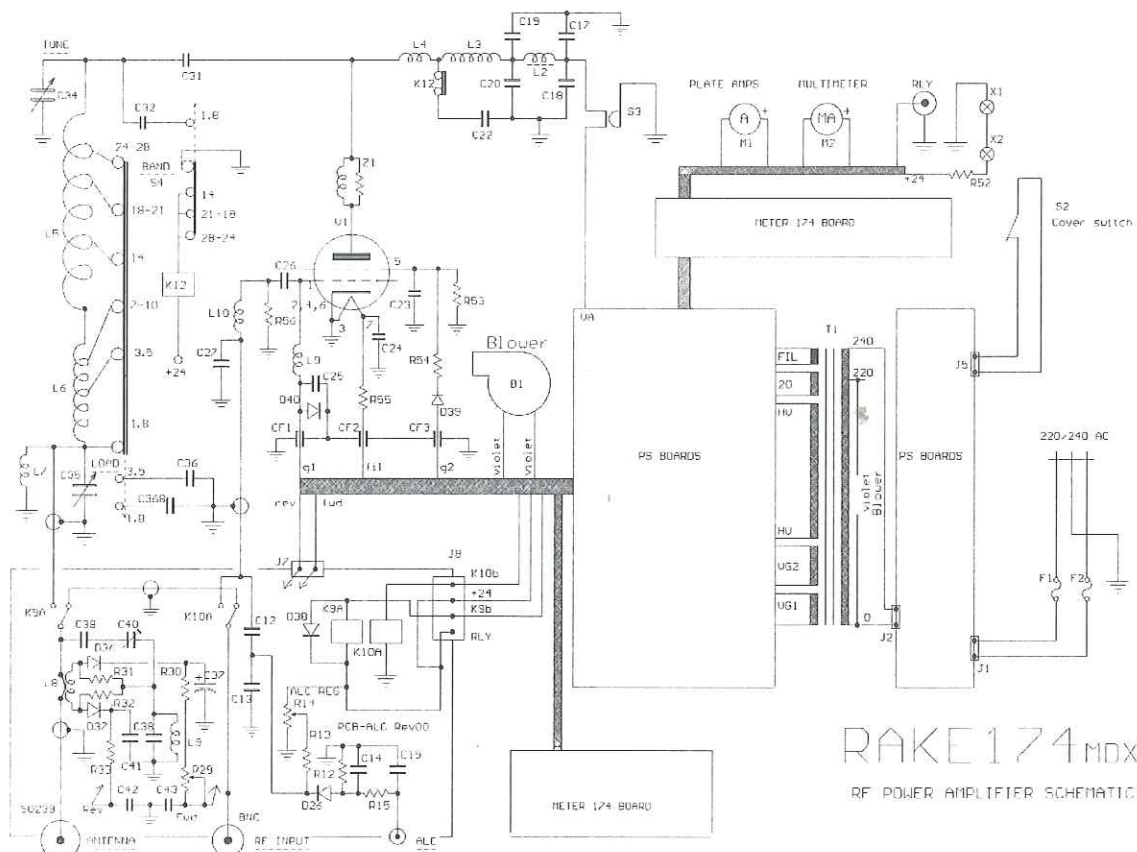 C19
C17
TUNE
L4
L3
C31
L2
C34
K12
C20
C18
C32
1.8
C22
S3
PLATE AMPS
MULTIMETER
RLY
X1
A
+
MA
+
M1
M2
X2
+24
R52
24-28
BAND
S4
Z1
14
18-21
21-18
V1
28-24
L5
14
METER 174 BOARD
S2
Cover switch
K12
C26
5
1
2,4,6
C23
R53
7-10
L10
R56
3
7
C24
VA
T1
3.5
+24
C27
L9
R54
Blower
FIL
240
J5
L6
C25
B1
20
220
D40
R55
D39
HV
1.8
CF1
CF2
CF3
violet
violet
220/240 AC
L7
LOAD
3.5
C36
g1
fil
g2
PS BOARDS
violet
Blower
PS BOARDS
C35
C36B
1.8
rev
fwd
HV
J7
J8
VG2
K10b
F1
F2
+24
VG1
0
K9A
K10A
C12
D38
K9A
K9b
J2
J1
C39
C40
K10A
RLY
D36
R31
R30
C37
C13
L8
R32
ALC REG
R14
D37
C38
PCB-ALC Rev00
L9
R13
C41
C14
C15
R33
R29
R12
RAKE174MDX
C42
C43
D26
R15
Rev
Fwd
RF POWER AMPLIFIER SCHEMATIC
SO239
BNC
ANTENNA
RF INPUT
ALC
METER 174 BOARD